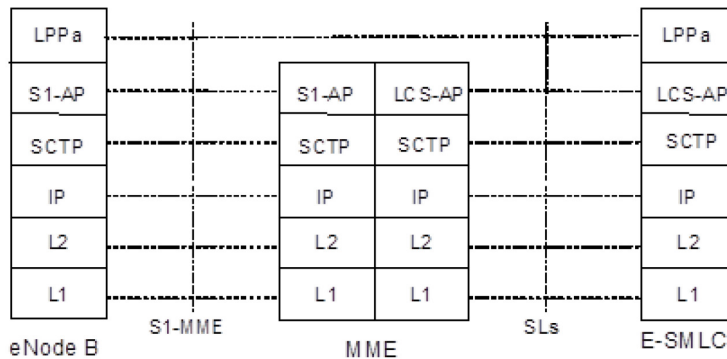 LPPa LPPa
S1-AP S1-AP LCS-AP LCS-AP
SCTP SCTP SCTP SCTP
IP IP IP IP
L2 L2 L2 L2
L1 L1 L1 L1
S1-MME SLs
eNode B MME E-SMLC